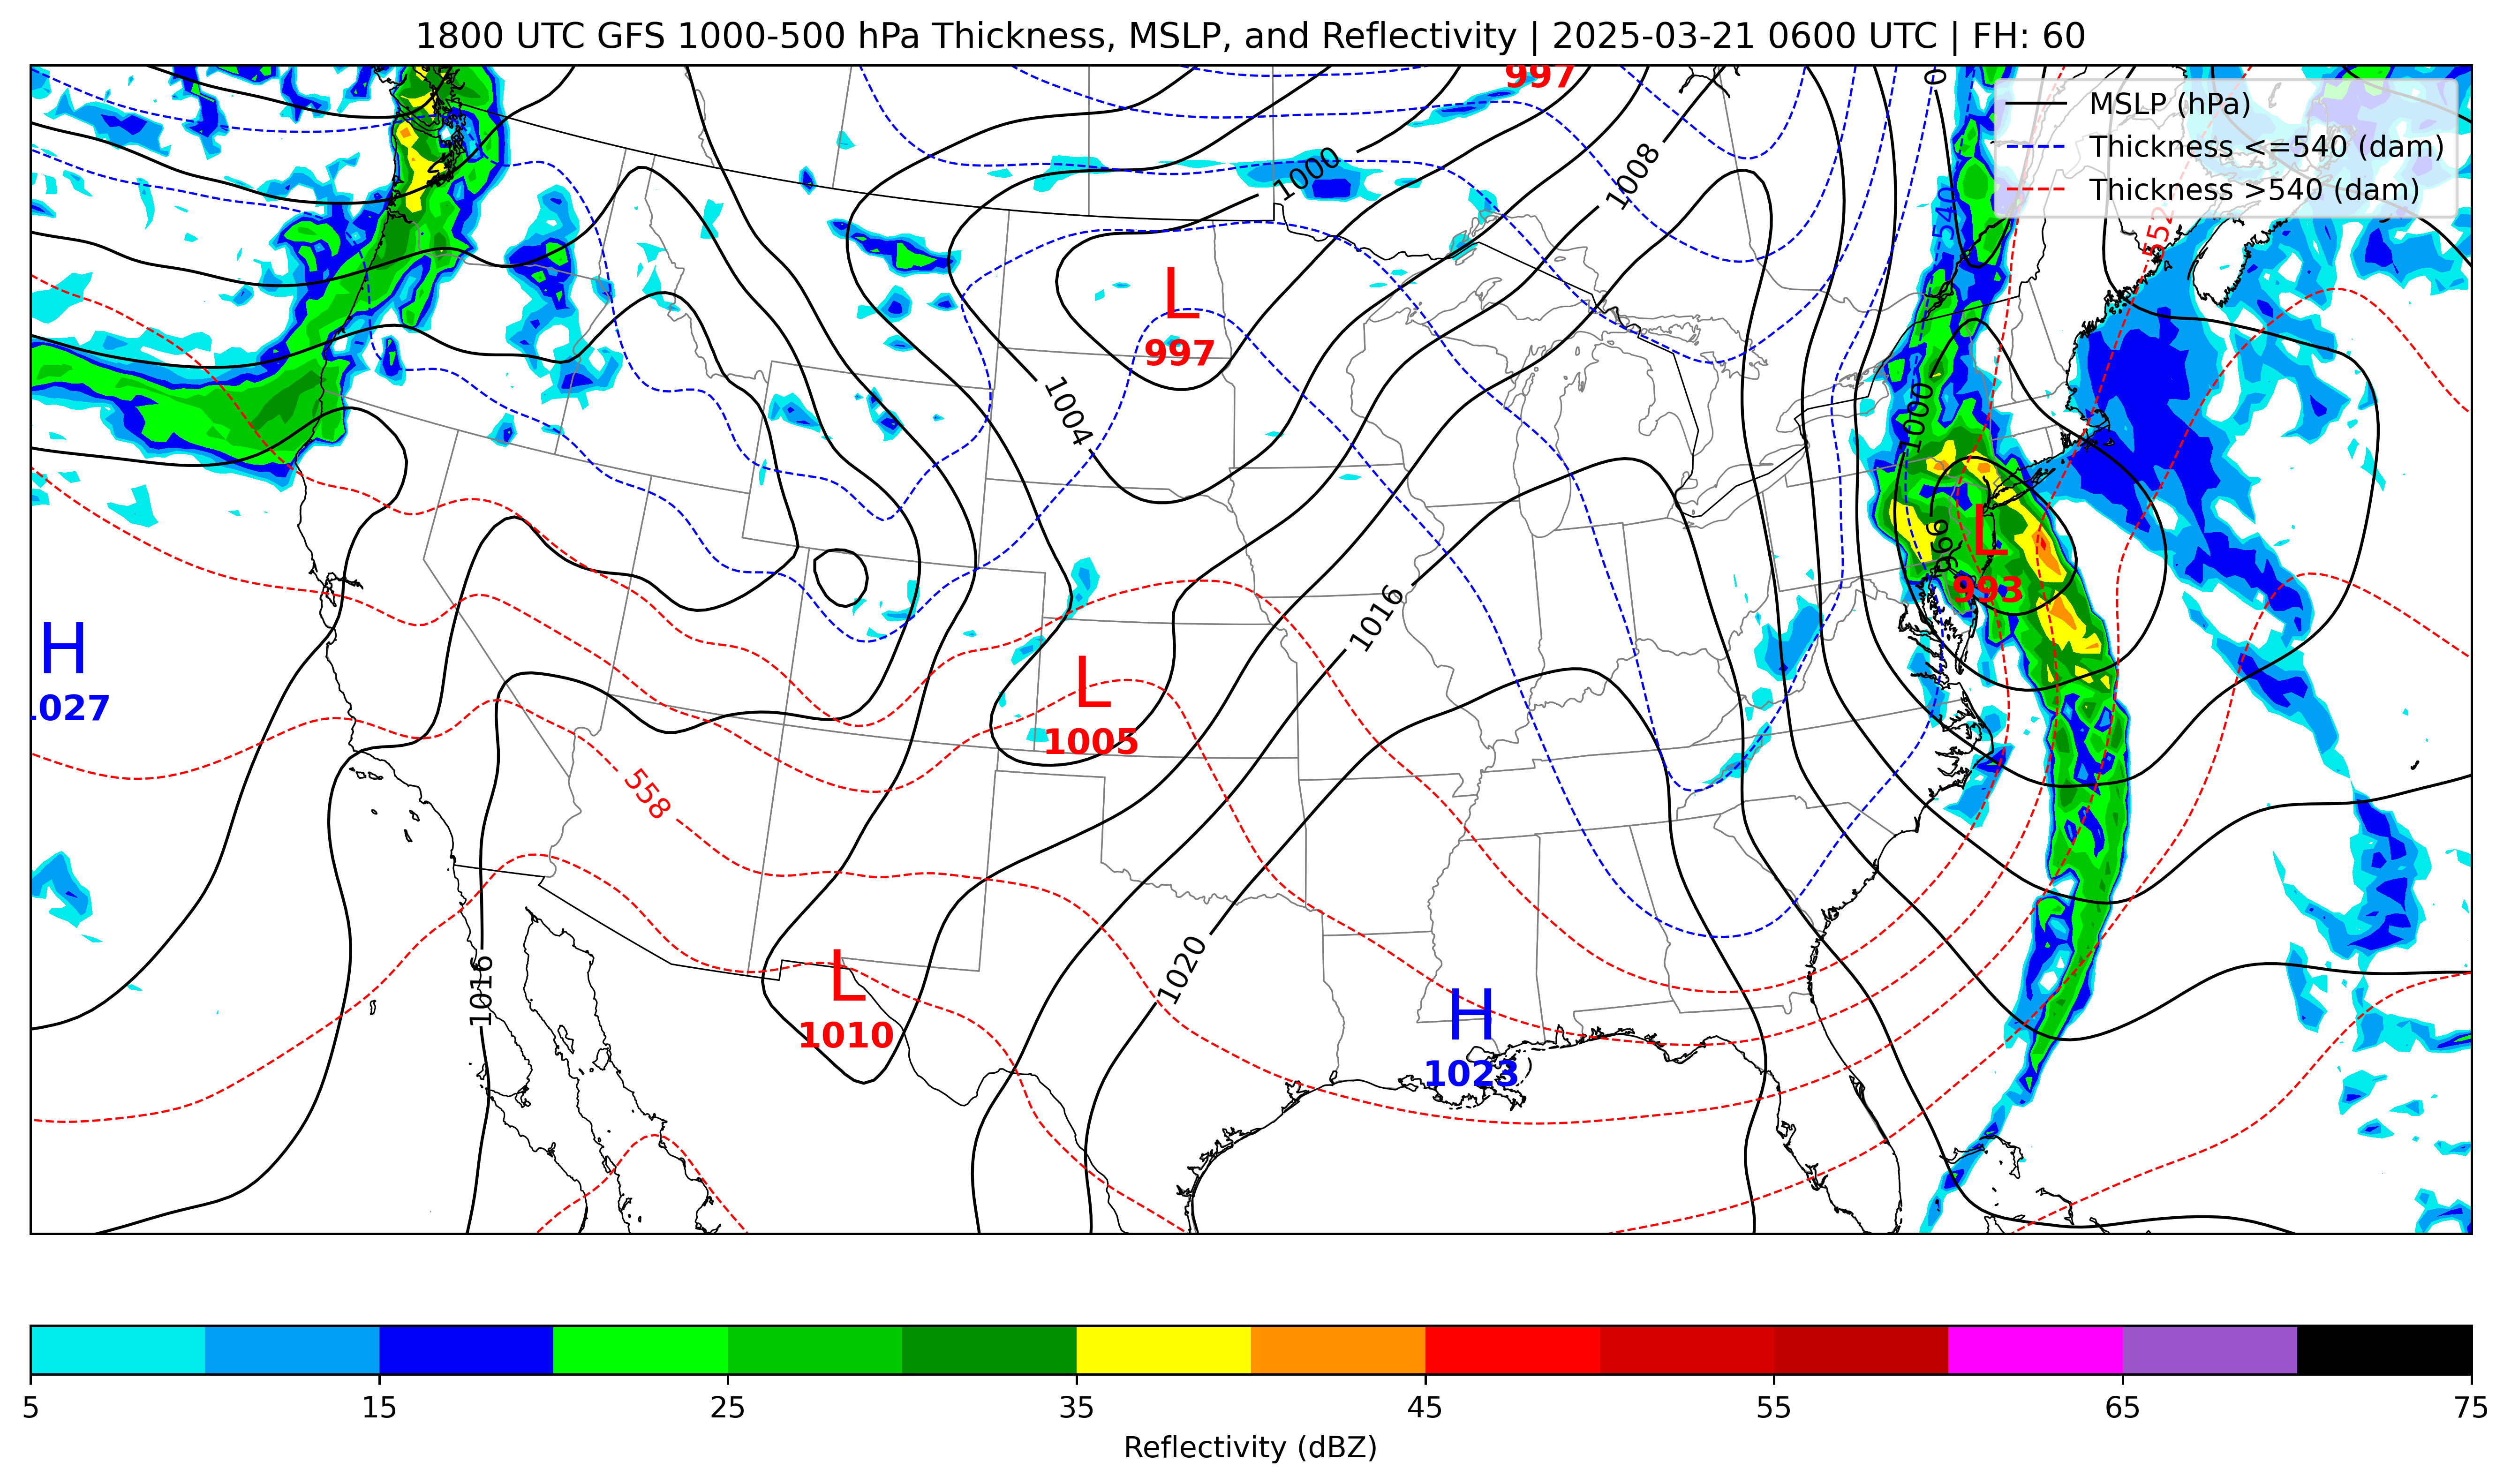 1800 UTC GFS 1000-500 hPa Thickness, MSLP, and Reflectivity | 2025-03-21 0600 UTC | FH: 60
997
0
MSLP (hPa)
Thickness <=540 (dam)
Thickness >540 (dam)
1000
1008
540
552
L
997
1004
1000
996
L
993
1016
H
1027
L
1005
558
1016
1020
L
1010
H
1023
5 15 25 35 45 55 65 75
Reflectivity (dBZ)